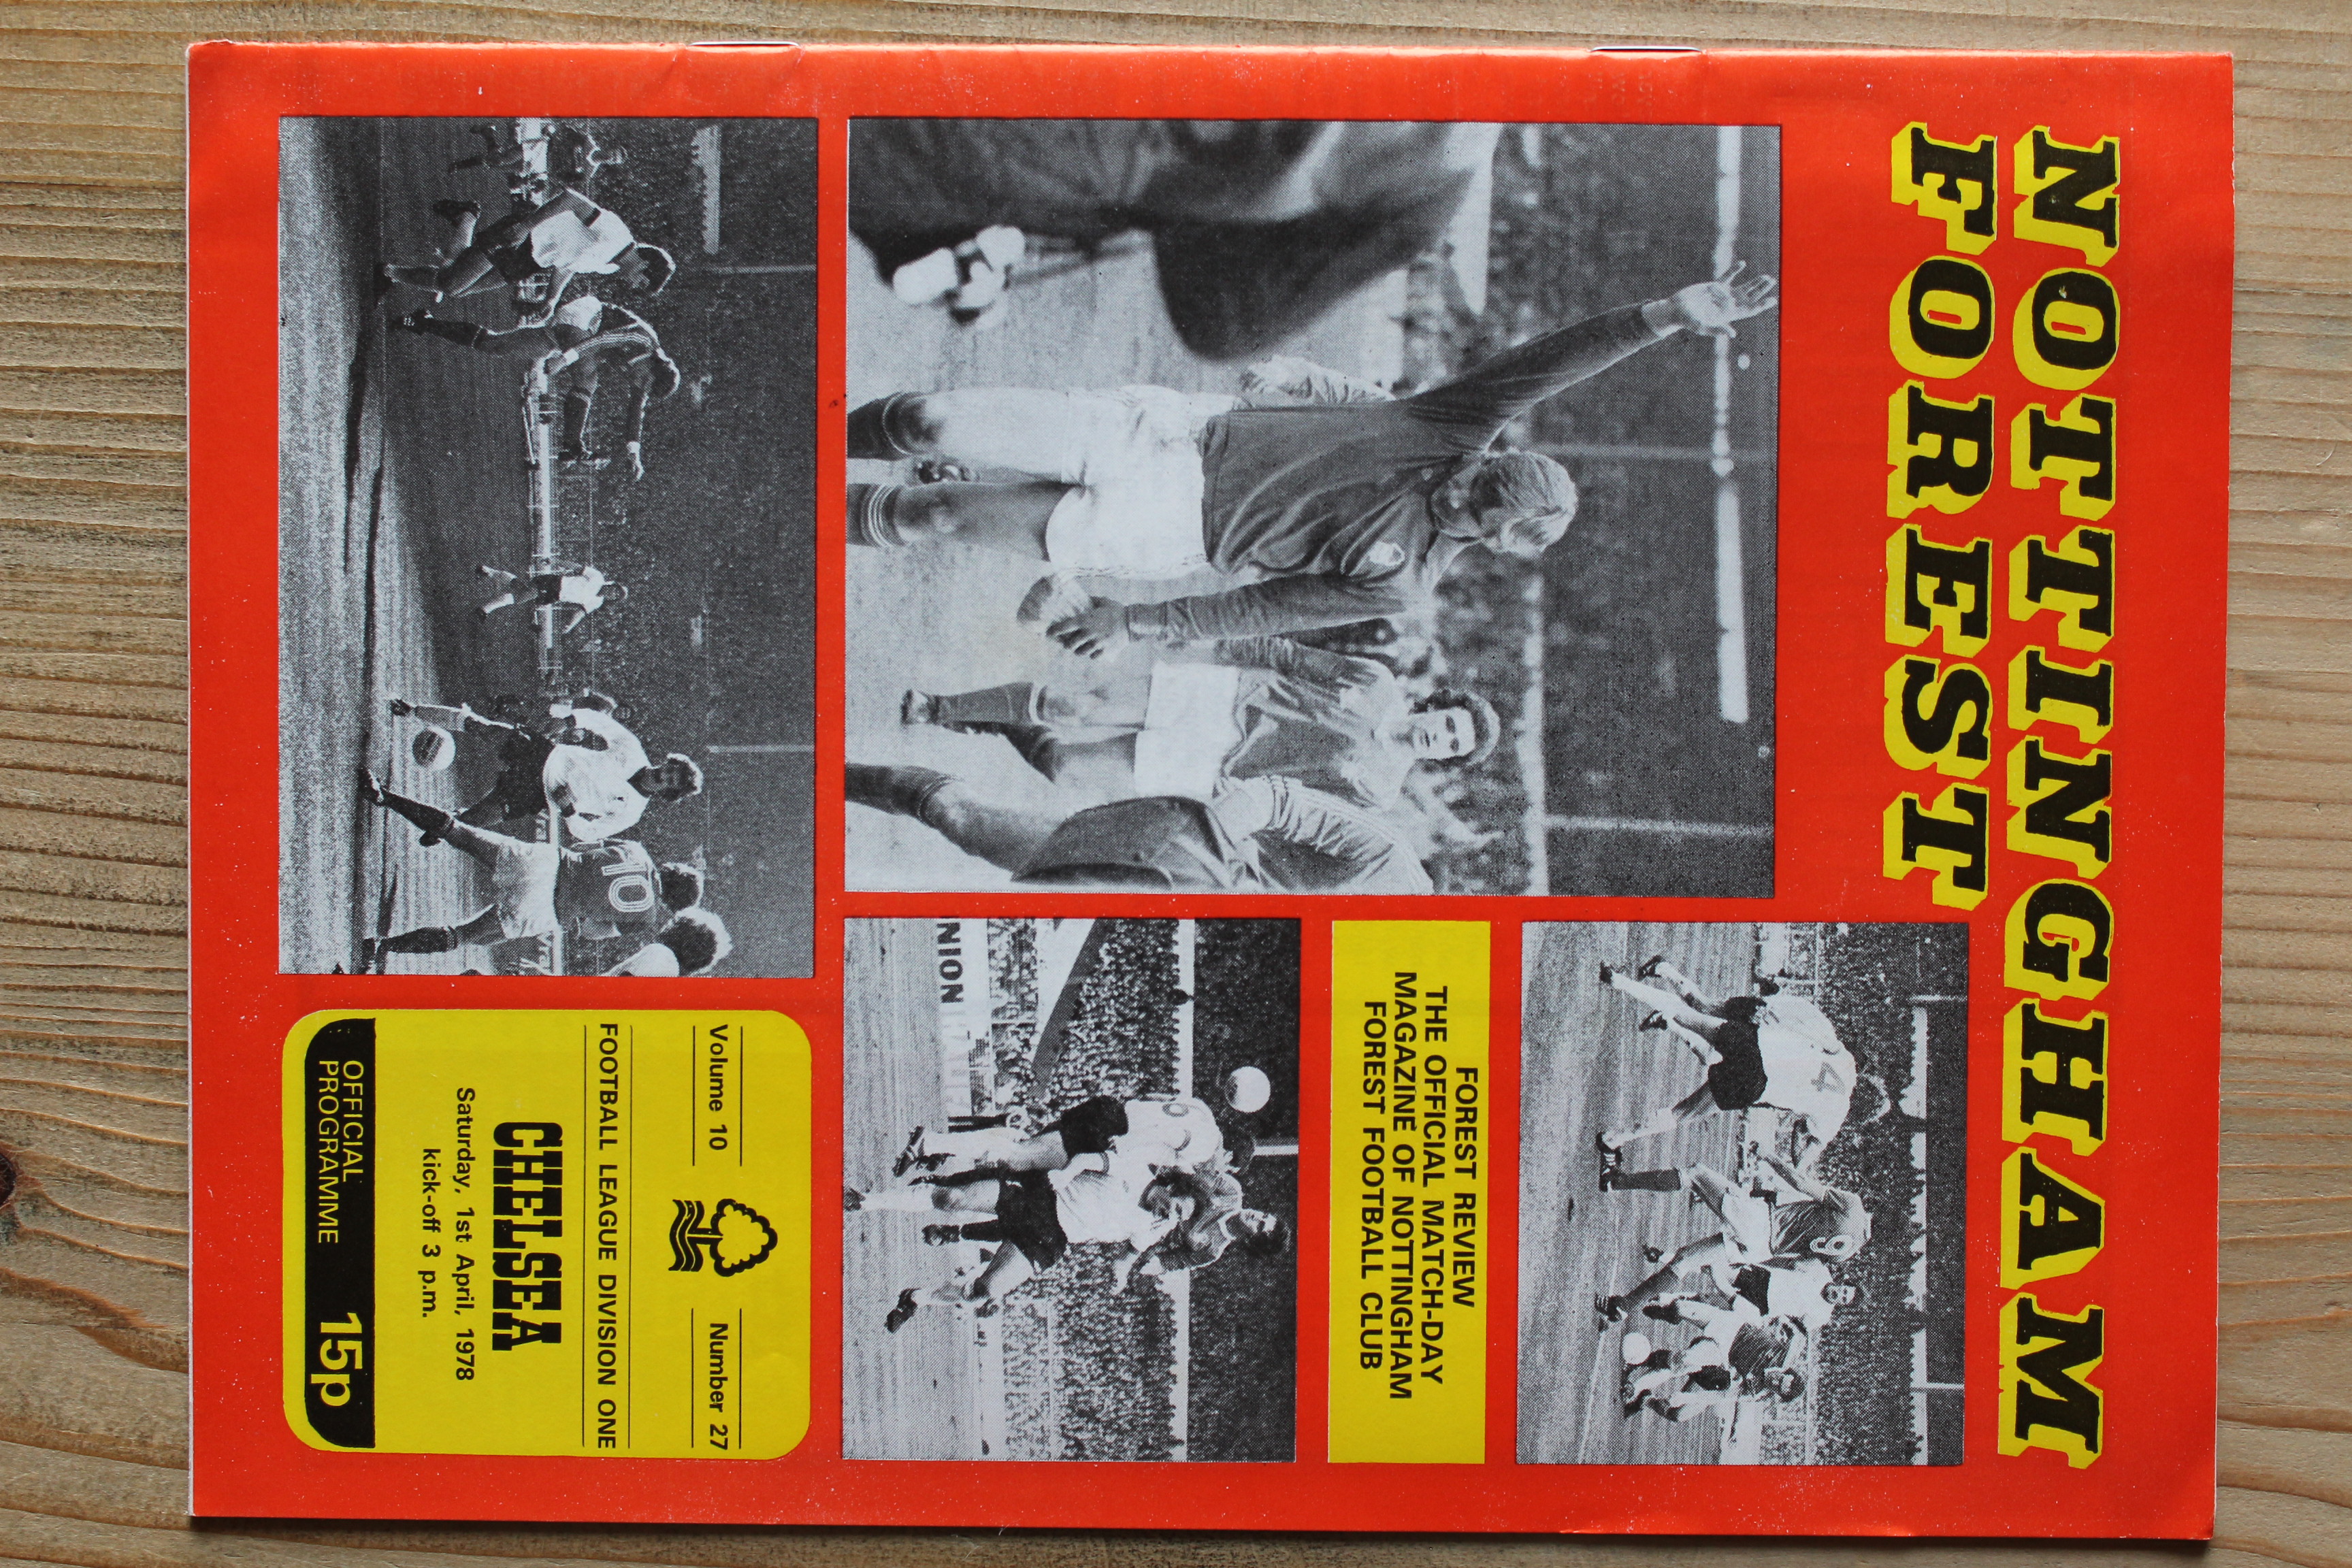 NOTTINGHAM
FOREST
FOREST REVIEW
THE OFFICIAL MATCH-DAY
MAGAZINE OF NOTTINGHAM
FOREST FOOTBALL CLUB
NION
10
4
9
Volume 10
Number 27
FOOTBALL LEAGUE DIVISION ONE
CHELSEA
Saturday, 1st April, 1978
kick-off 3 p.m.
OFFICIAL
PROGRAMME
15p